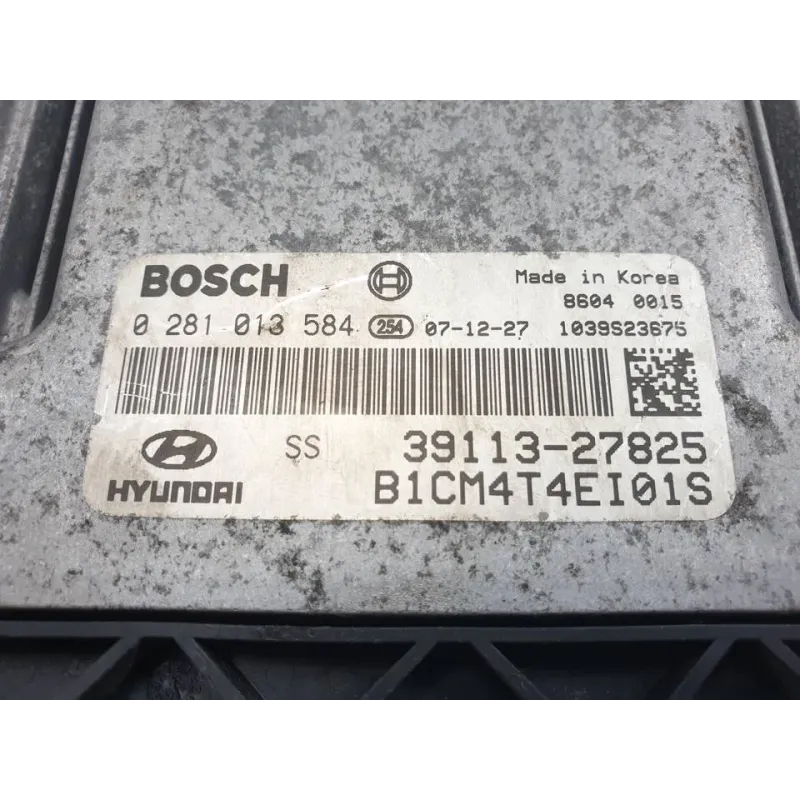 BOSCH Made in Korea
8604 0015
0 281 013 584 254 07-12-27 1039S23675
SS 39113-27825
HYUNDAI B1CM4T4EI01S